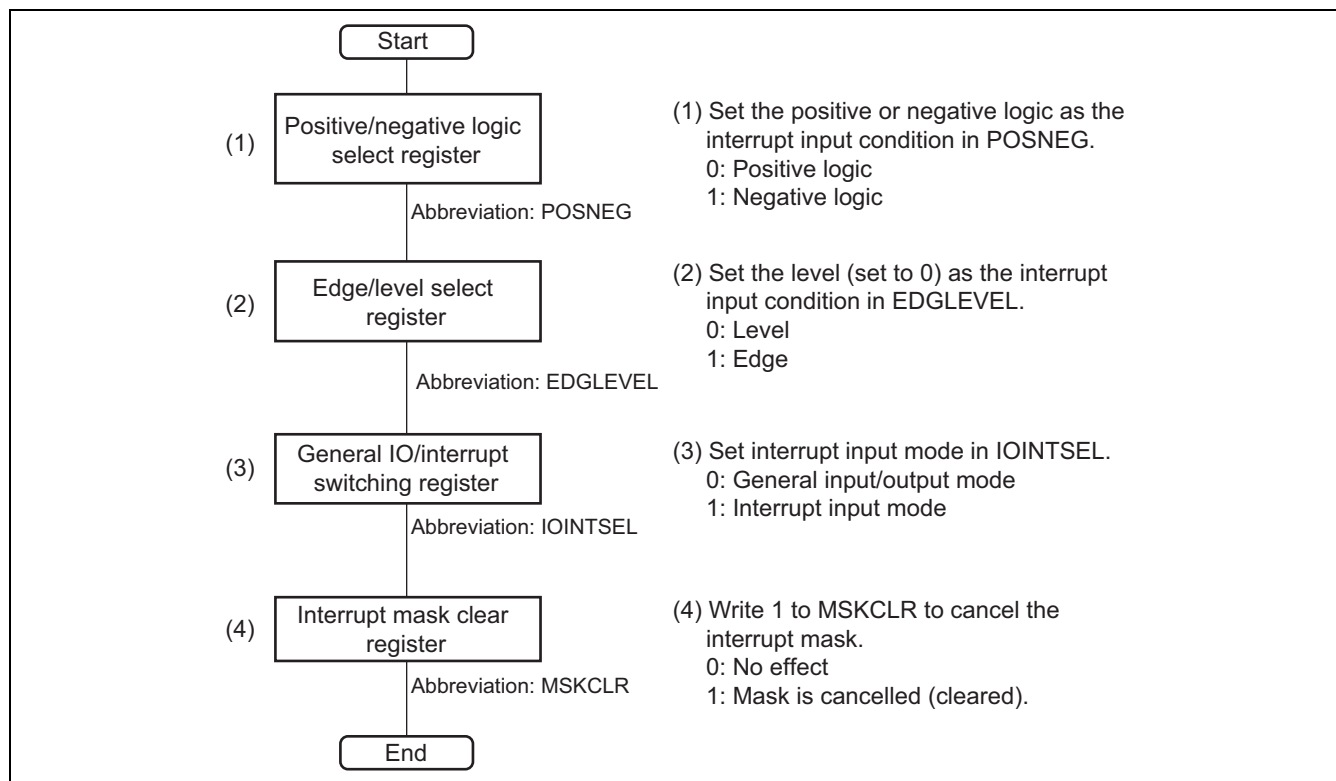 Start
(1)
Positive/negative logic
select register
(1) Set the positive or negative logic as the
interrupt input condition in POSNEG.
0: Positive logic
1: Negative logic
Abbreviation: POSNEG
(2)
Edge/level select
register
(2) Set the level (set to 0) as the interrupt
input condition in EDGLEVEL.
0: Level
1: Edge
Abbreviation: EDGLEVEL
(3)
General IO/interrupt
switching register
(3) Set interrupt input mode in IOINTSEL.
0: General input/output mode
1: Interrupt input mode
Abbreviation: IOINTSEL
(4)
Interrupt mask clear
register
(4) Write 1 to MSKCLR to cancel the
interrupt mask.
0: No effect
1: Mask is cancelled (cleared).
Abbreviation: MSKCLR
End